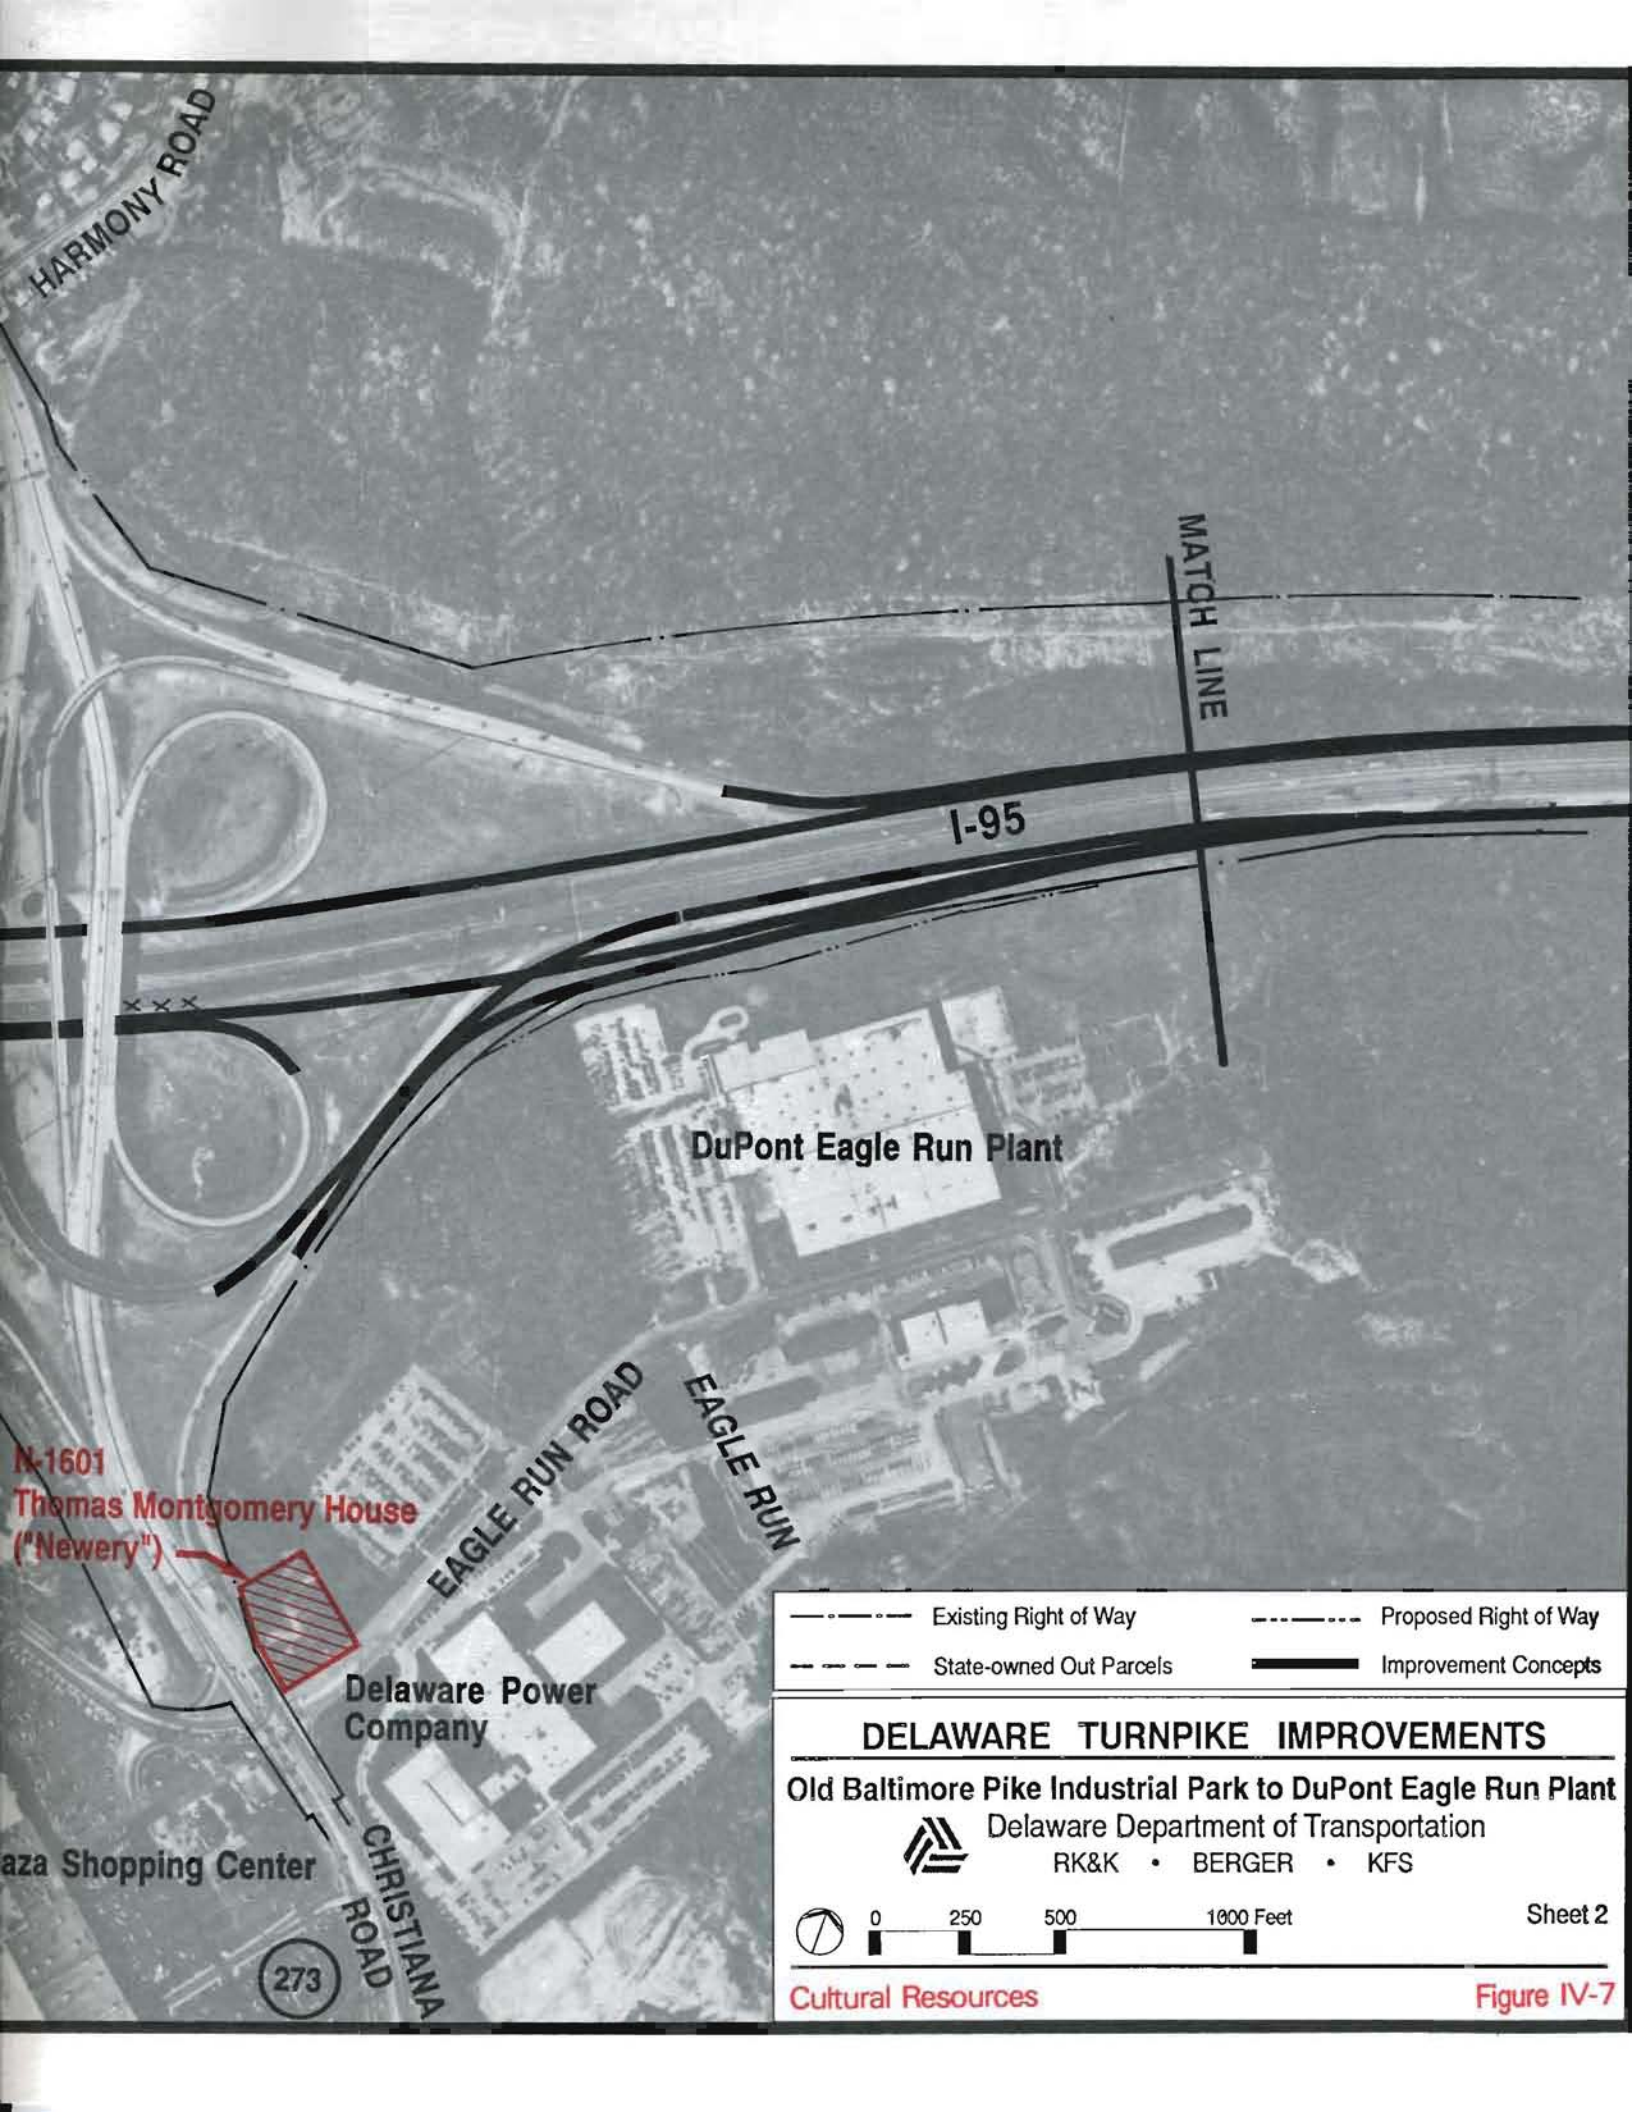 HARMONY ROAD
MATCH LINE
I-95
DuPont Eagle Run Plant
EAGLE RUN ROAD
EAGLE RUN
N-1601
Thomas Montgomery House
("Newery")
Delaware Power
Company
aza Shopping Center
CHRISTIANA
ROAD
273
Existing Right of Way
Proposed Right of Way
State-owned Out Parcels
Improvement Concepts
DELAWARE TURNPIKE IMPROVEMENTS
Old Baltimore Pike Industrial Park to DuPont Eagle Run Plant
Delaware Department of Transportation
RK&K • BERGER • KFS
0 250 500 1000 Feet
Sheet 2
Cultural Resources
Figure IV-7